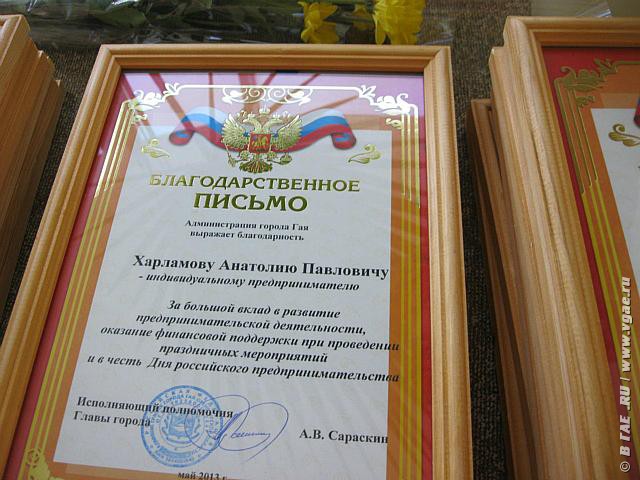 БЛАГОДАРСТВЕННОЕ
ПИСЬМО
Администрация города Гая
выражает благодарность
Харламову Анатолию Павловичу
- индивидуальному предпринимателю
За большой вклад в развитие
предпринимательской деятельности,
оказание финансовой поддержки при проведении
праздничных мероприятий
и в честь Дня российского предпринимательства
Исполняющий полномочия
Главы города
А.В. Сараскин
май 2013 г.
© В ГАЕ .RU | www.vgae.ru